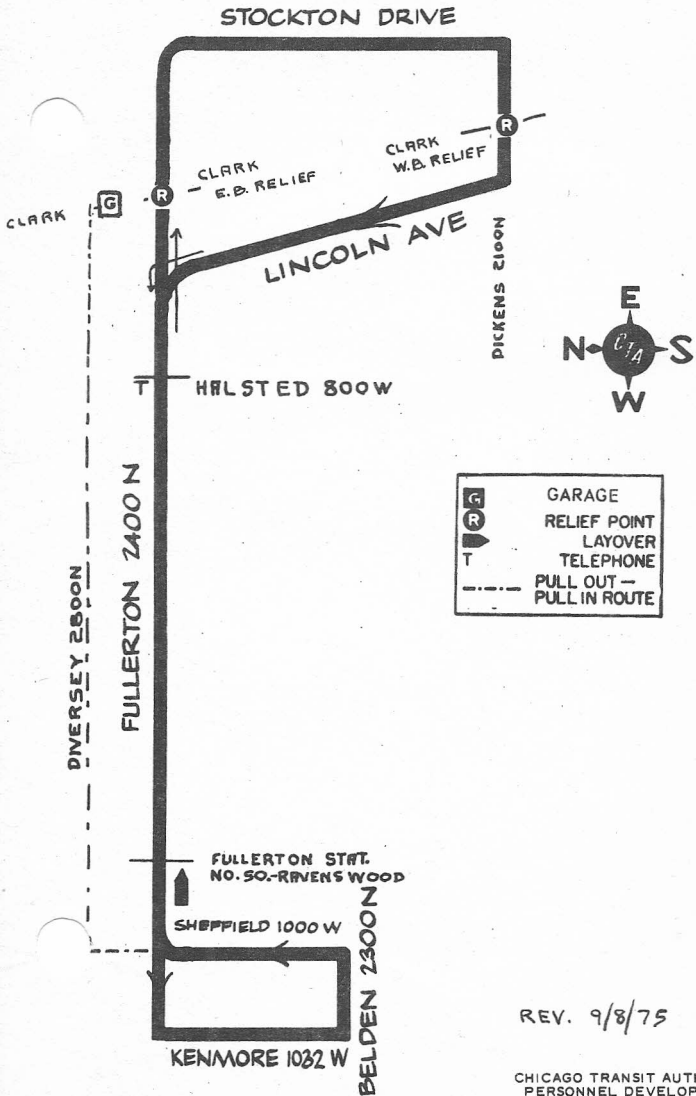 STOCKTON DRIVE
R
CLARK
W.B. RELIEF
CLARK
E.B. RELIEF
R
G
CLARK
LINCOLN AVE
DICKENS 2100N
E
N CTA S
W
T HALSTED 800W
FULLERTON 2400 N
DIVERSEY 2800N
G GARAGE
R RELIEF POINT
LAYOVER
T TELEPHONE
PULL OUT –
PULL IN ROUTE
FULLERTON STAT.
NO. SO.-RAVENSWOOD
SHEFFIELD 1000 W
BELDEN 2300N
KENMORE 1032 W
REV. 9/8/75
CHICAGO TRANSIT
PERSONNEL